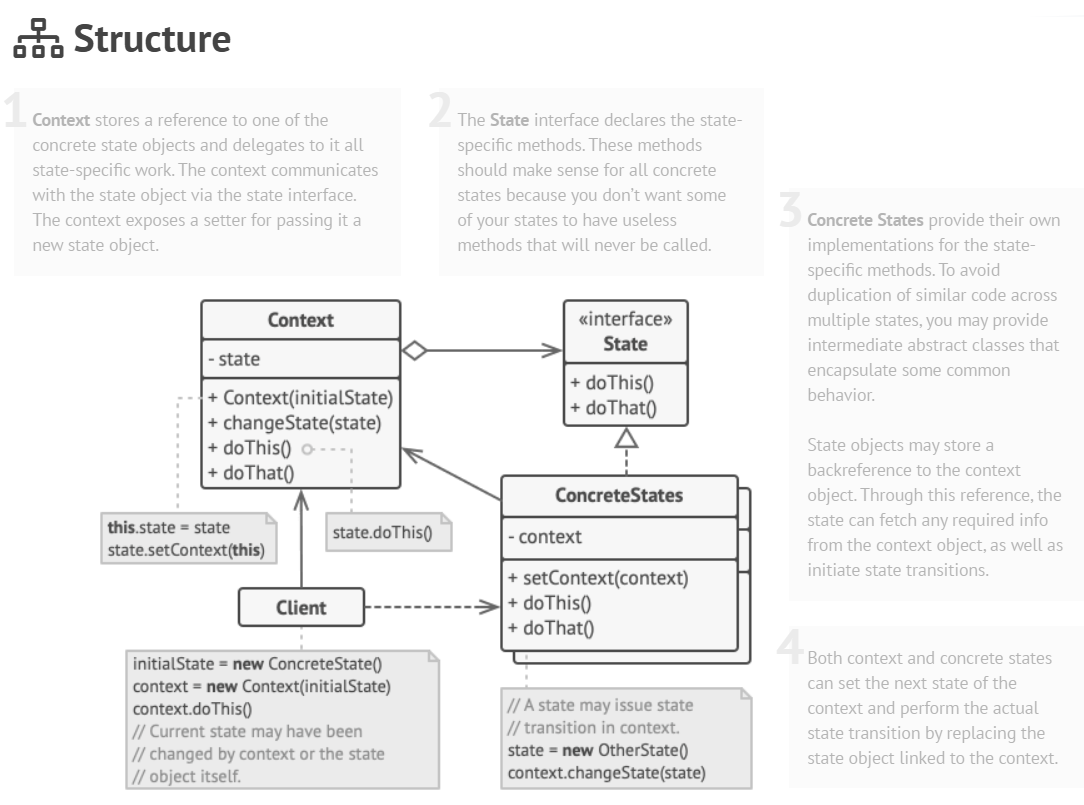 Structure
1
Context stores a reference to one of the
concrete state objects and delegates to it all
state-specific work. The context communicates
with the state object via the state interface.
The context exposes a setter for passing it a
new state object.
2
The State interface declares the state-
specific methods. These methods
should make sense for all concrete
states because you don’t want some
of your states to have useless
methods that will never be called.
3
Concrete States provide their own
implementations for the state-
specific methods. To avoid
duplication of similar code across
multiple states, you may provide
intermediate abstract classes that
encapsulate some common
behavior.
State objects may store a
backreference to the context
object. Through this reference, the
state can fetch any required info
from the context object, as well as
initiate state transitions.
Context
- state
+ Context(initialState)
+ changeState(state)
+ doThis()
+ doThat()
«interface»
State
+ doThis()
+ doThat()
this.state = state
state.setContext(this)
state.doThis()
ConcreteStates
- context
+ setContext(context)
+ doThis()
+ doThat()
Client
initialState = new ConcreteState()
context = new Context(initialState)
context.doThis()
// Current state may have been
// changed by context or the state
// object itself.
// A state may issue state
// transition in context.
state = new OtherState()
context.changeState(state)
4
Both context and concrete states
can set the next state of the
context and perform the actual
state transition by replacing the
state object linked to the context.